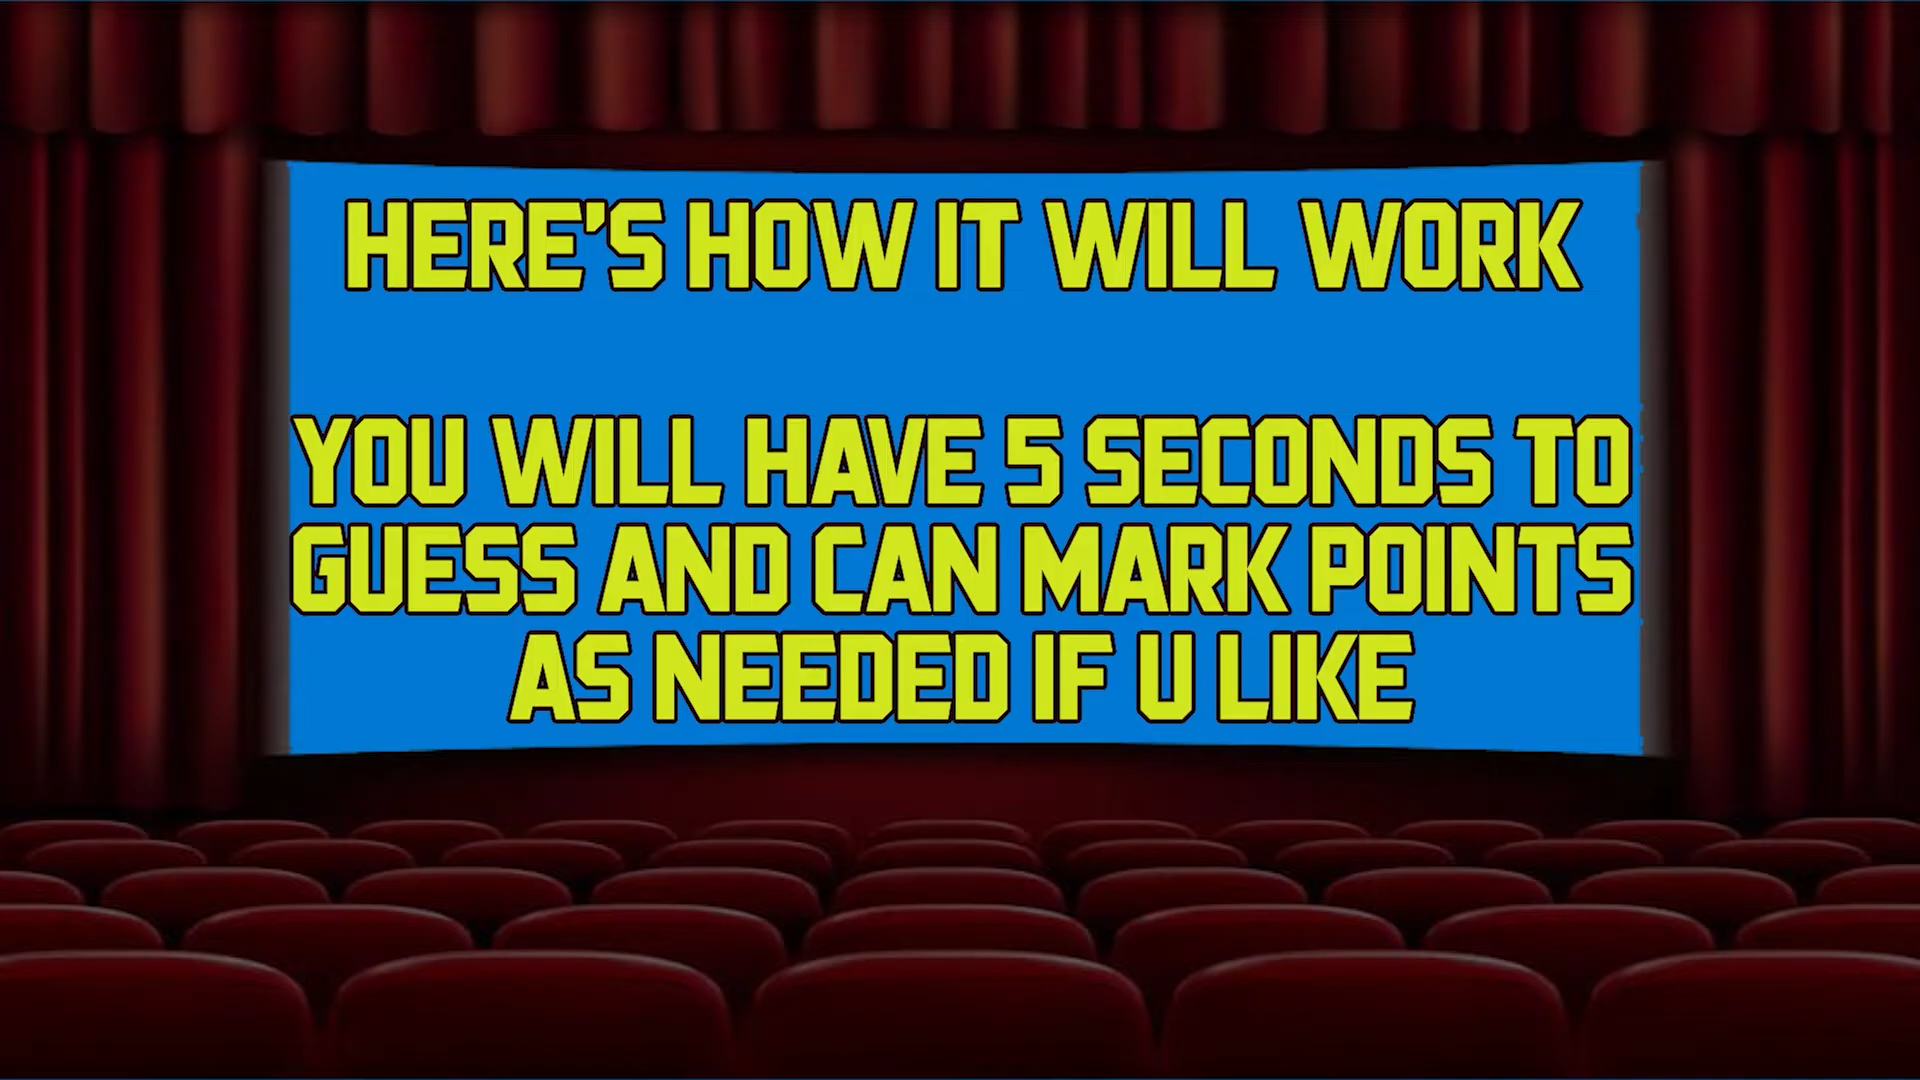 HERE'S HOW IT WILL WORK
YOU WILL HAVE 5 SECONDS TO
GUESS AND CAN MARK POINTS
AS NEEDED IF U LIKE